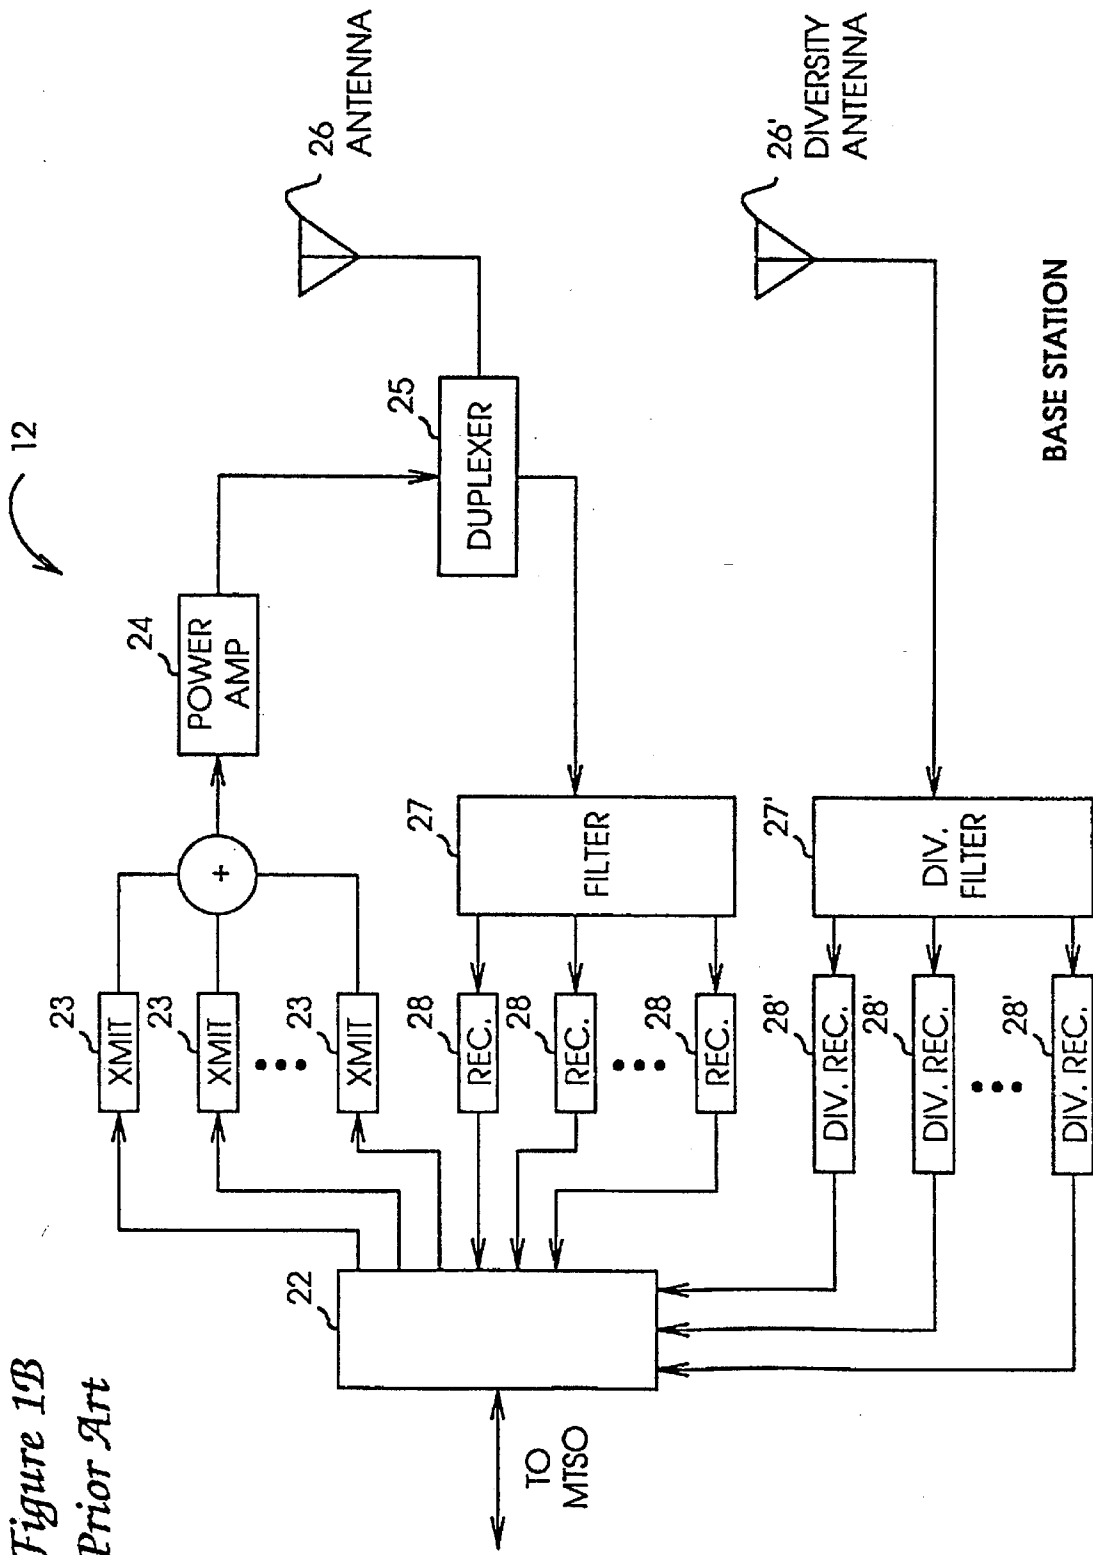 Figure 1B
Prior Art
12
TO
MTSO
22
23
XMIT
23
XMIT
23
XMIT
+
24
POWER
AMP
25
DUPLEXER
26
ANTENNA
28
REC.
28
REC.
28
REC.
27
FILTER
28'
DIV. REC.
28'
DIV. REC.
28'
DIV. REC.
27'
DIV.
FILTER
26'
DIVERSITY
ANTENNA
BASE STATION